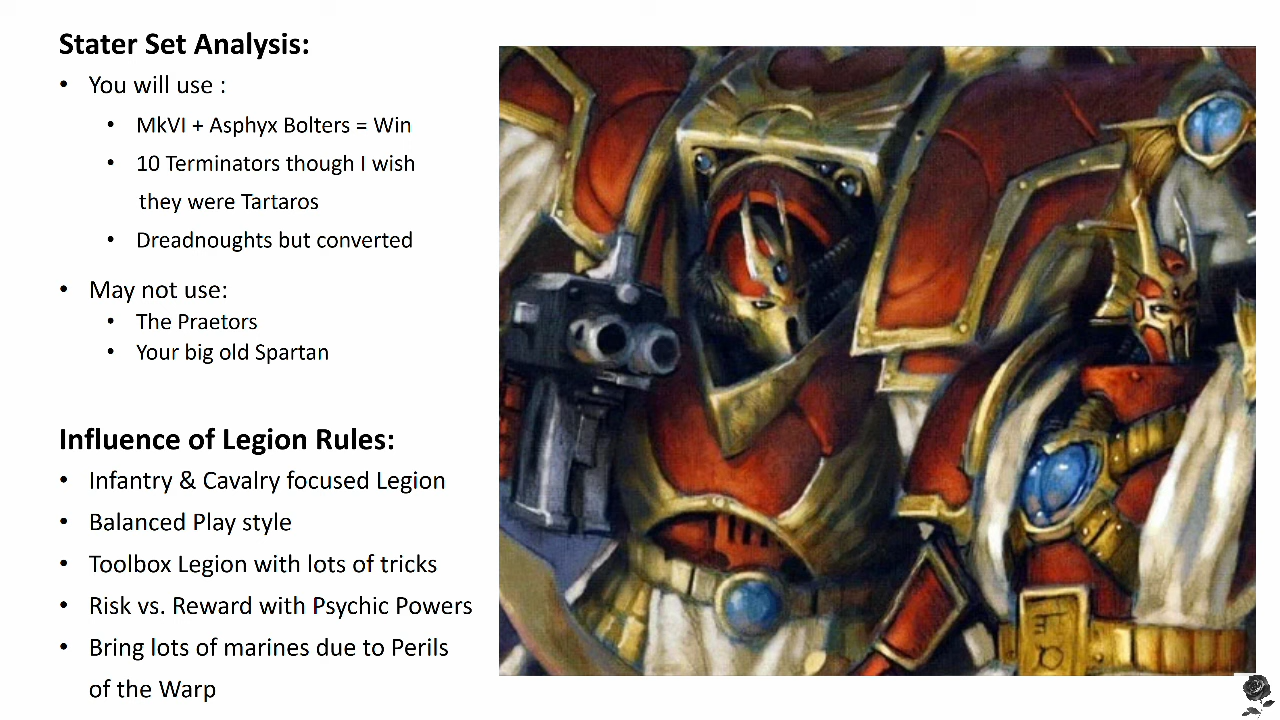 Stater Set Analysis:
• You will use :
• MkVI + Asphyx Bolters = Win
• 10 Terminators though I wish
they were Tartaros
• Dreadnoughts but converted
• May not use:
• The Praetors
• Your big old Spartan
Influence of Legion Rules:
• Infantry & Cavalry focused Legion
• Balanced Play style
• Toolbox Legion with lots of tricks
• Risk vs. Reward with Psychic Powers
• Bring lots of marines due to Perils
of the Warp